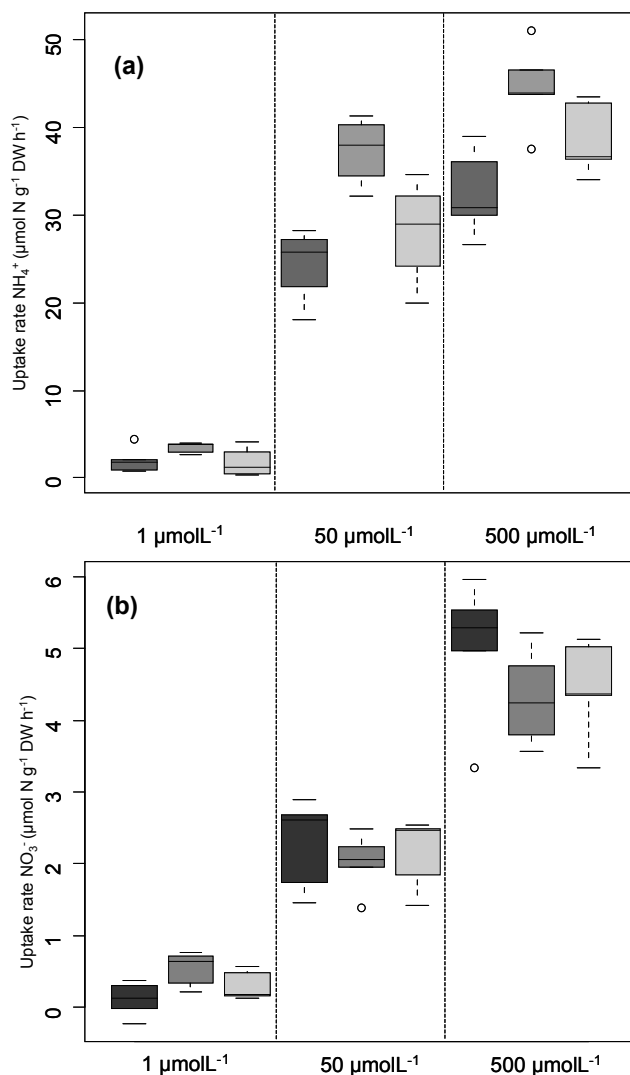 (a)
Uptake rate NH₄⁺ (µmol N g⁻¹ DW h⁻¹)
50
40
30
20
10
0
1 µmolL⁻¹ 50 µmolL⁻¹ 500 µmolL⁻¹
(b)
Uptake rate NO₃⁻ (µmol N g⁻¹ DW h⁻¹)
6
5
4
3
2
1
0
1 µmolL⁻¹ 50 µmolL⁻¹ 500 µmolL⁻¹